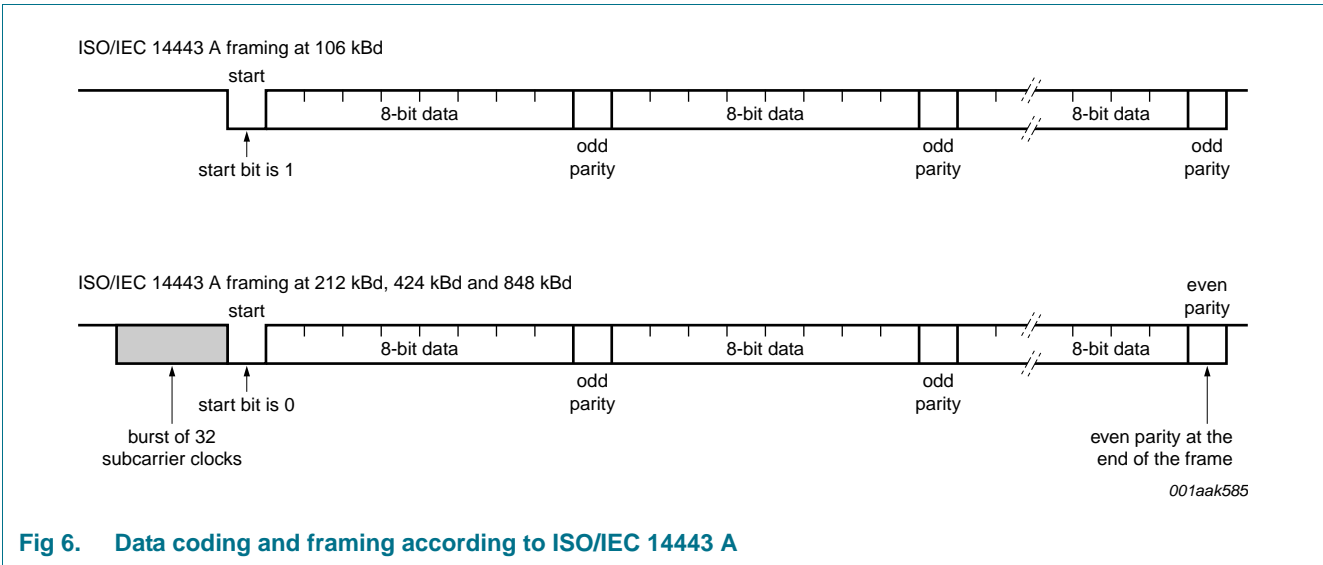 ISO/IEC 14443 A framing at 106 kBd
start
8-bit data
8-bit data
8-bit data
start bit is 1
odd
parity
odd
parity
odd
parity
ISO/IEC 14443 A framing at 212 kBd, 424 kBd and 848 kBd
start
even
parity
8-bit data
8-bit data
8-bit data
start bit is 0
odd
parity
odd
parity
burst of 32
subcarrier clocks
even parity at the
end of the frame
001aak585
Fig 6. Data coding and framing according to ISO/IEC 14443 A